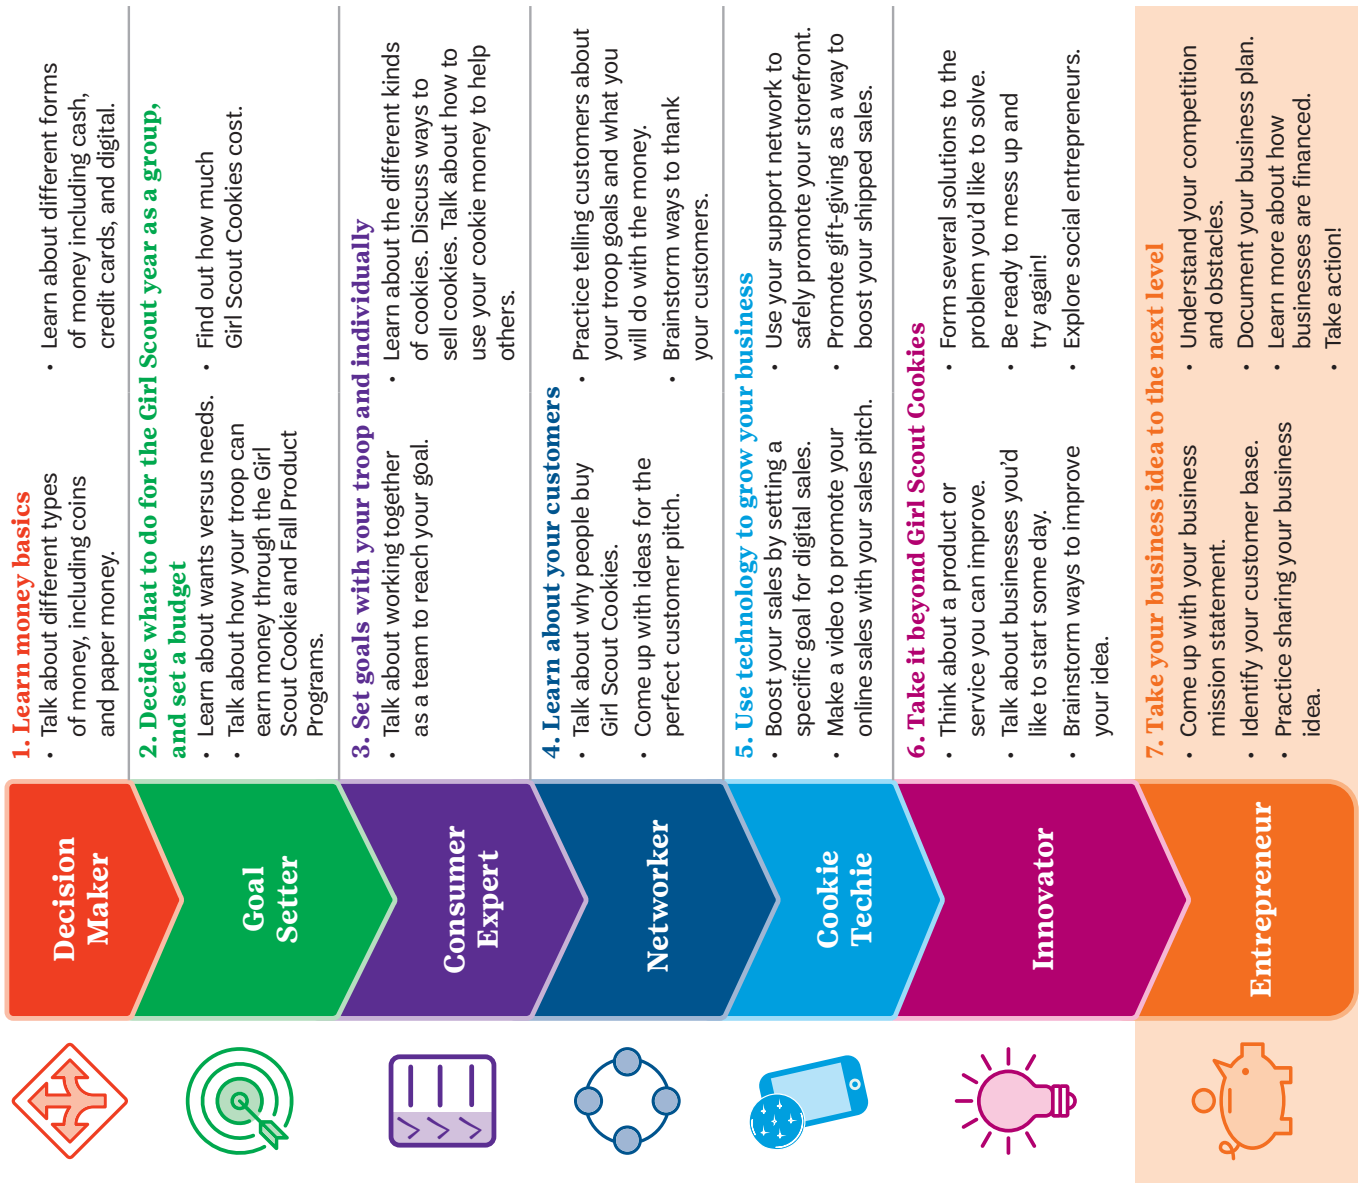 Decision
Maker
1. Learn money basics
• Talk about different types
of money, including coins
and paper money.
• Learn about different forms
of money including cash,
credit cards, and digital.
Goal
Setter
2. Decide what to do for the Girl Scout year as a group,
and set a budget
• Learn about wants versus needs.
• Talk about how your troop can
earn money through the Girl
Scout Cookie and Fall Product
Programs.
• Find out how much
Girl Scout Cookies cost.
Consumer
Expert
3. Set goals with your troop and individually
• Talk about working together
as a team to reach your goal.
• Learn about the different kinds
of cookies. Discuss ways to
sell cookies. Talk about how to
use your cookie money to help
others.
Networker
4. Learn about your customers
• Talk about why people buy
Girl Scout Cookies.
• Come up with ideas for the
perfect customer pitch.
• Practice telling customers about
your troop goals and what you
will do with the money.
• Brainstorm ways to thank
your customers.
Cookie
Techie
5. Use technology to grow your business
• Boost your sales by setting a
specific goal for digital sales.
• Make a video to promote your
online sales with your sales pitch.
• Use your support network to
safely promote your storefront.
• Promote gift-giving as a way to
boost your shipped sales.
Innovator
6. Take it beyond Girl Scout Cookies
• Think about a product or
service you can improve.
• Talk about businesses you’d
like to start some day.
• Brainstorm ways to improve
your idea.
• Form several solutions to the
problem you’d like to solve.
• Be ready to mess up and
try again!
• Explore social entrepreneurs.
Entrepreneur
7. Take your business idea to the next level
• Come up with your business
mission statement.
• Identify your customer base.
• Practice sharing your business
idea.
• Understand your competition
and obstacles.
• Document your business plan.
• Learn more about how
businesses are financed.
• Take action!